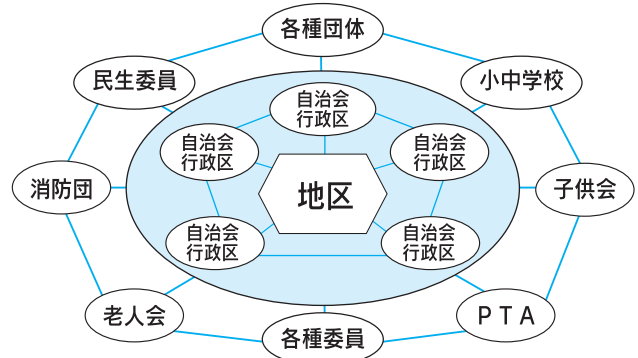 各種団体
民生委員
小中学校
自治会
行政区
自治会
行政区
自治会
行政区
消防団
地区
子供会
自治会
行政区
自治会
行政区
老人会
PTA
各種委員